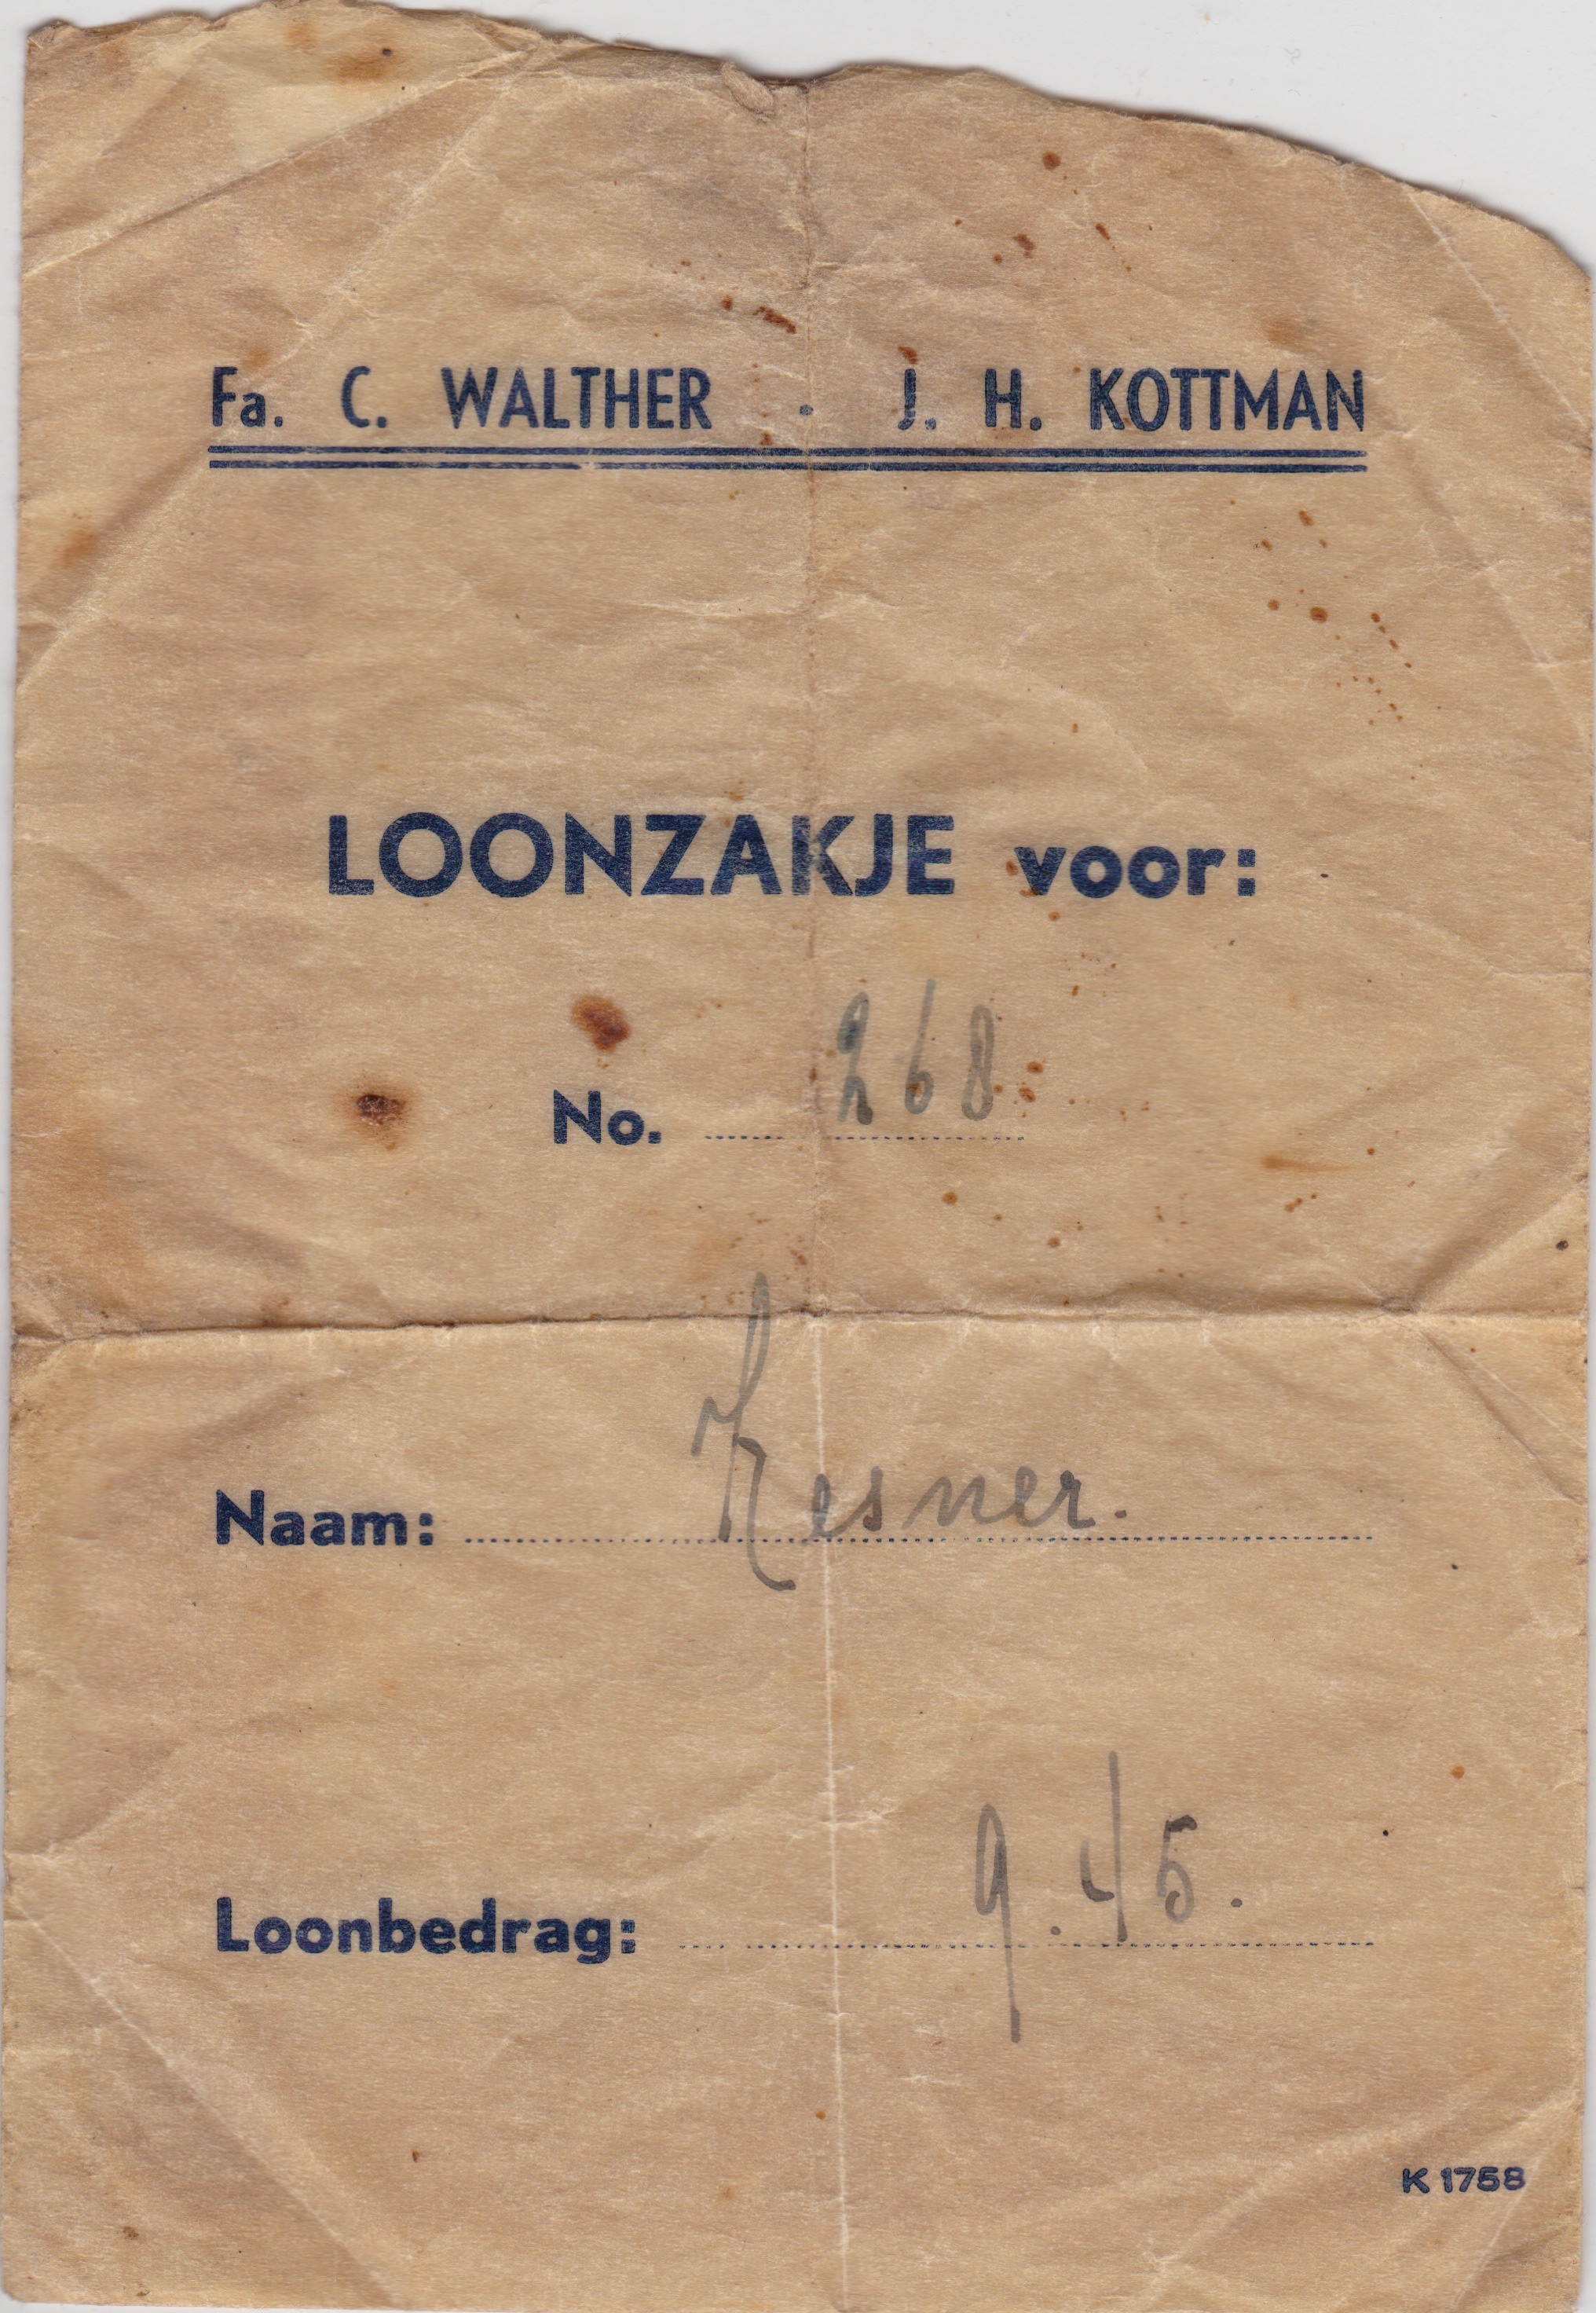 Fa. C. WALTHER . J. H. KOTTMAN
LOONZAKJE voor:
No. 268
Naam: Kesner.
Loonbedrag: 9.45.
K 1758